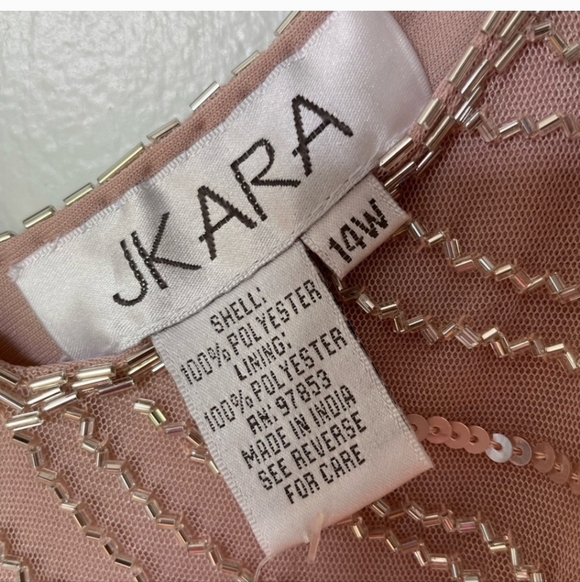 JKARA
14W
SHELL:
100% POLYESTER
LINING:
100% POLYESTER
RN: 97853
MADE IN INDIA
SEE REVERSE
FOR CARE